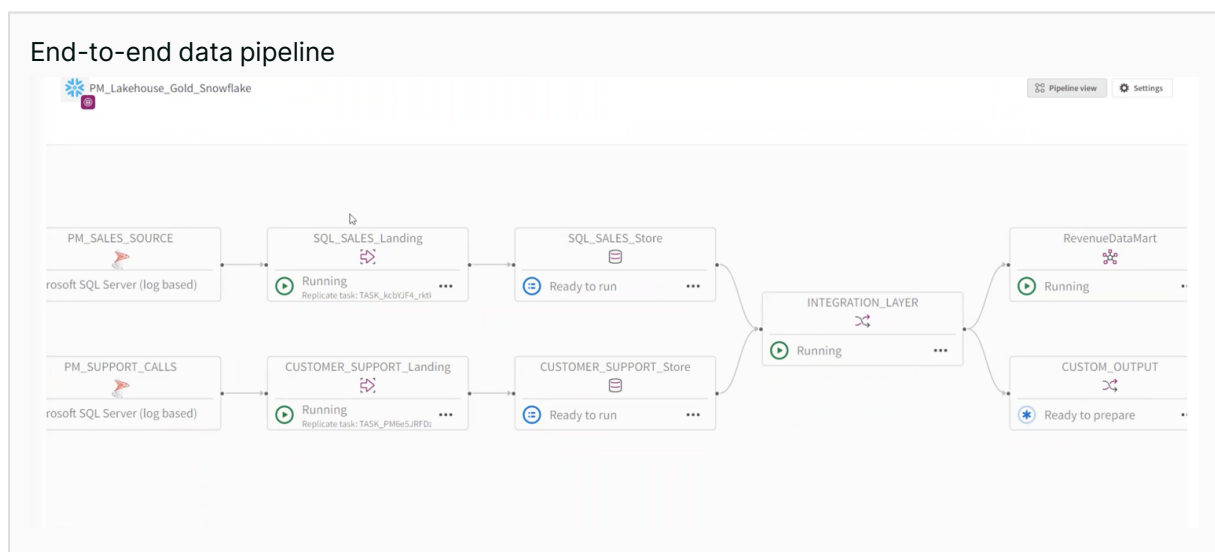 End-to-end data pipeline
PM_Lakehouse_Gold_Snowflake
Pipeline view
Settings
PM_SALES_SOURCE
rosoft SQL Server (log based)
SQL_SALES_Landing
Running
Replicate task:
SQL_SALES_Store
Ready to run
PM_SUPPORT_CALLS
rosoft SQL Server (log based)
CUSTOMER_SUPPORT_Landing
Running
Replicate task:
CUSTOMER_SUPPORT_Store
Ready to run
INTEGRATION_LAYER
Running
RevenueDataMart
Running
CUSTOM_OUTPUT
Ready to prepare